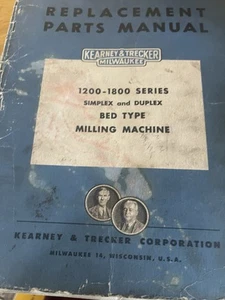 REPLACEMENT
PARTS MANUAL
KEARNEY & TRECKER
MILWAUKEE
1200-1800 SERIES
SIMPLEX and DUPLEX
BED TYPE
MILLING MACHINE
KEARNEY & TRECKER CORPORATION
MILWAUKEE 14, WISCONSIN, U.S.A.